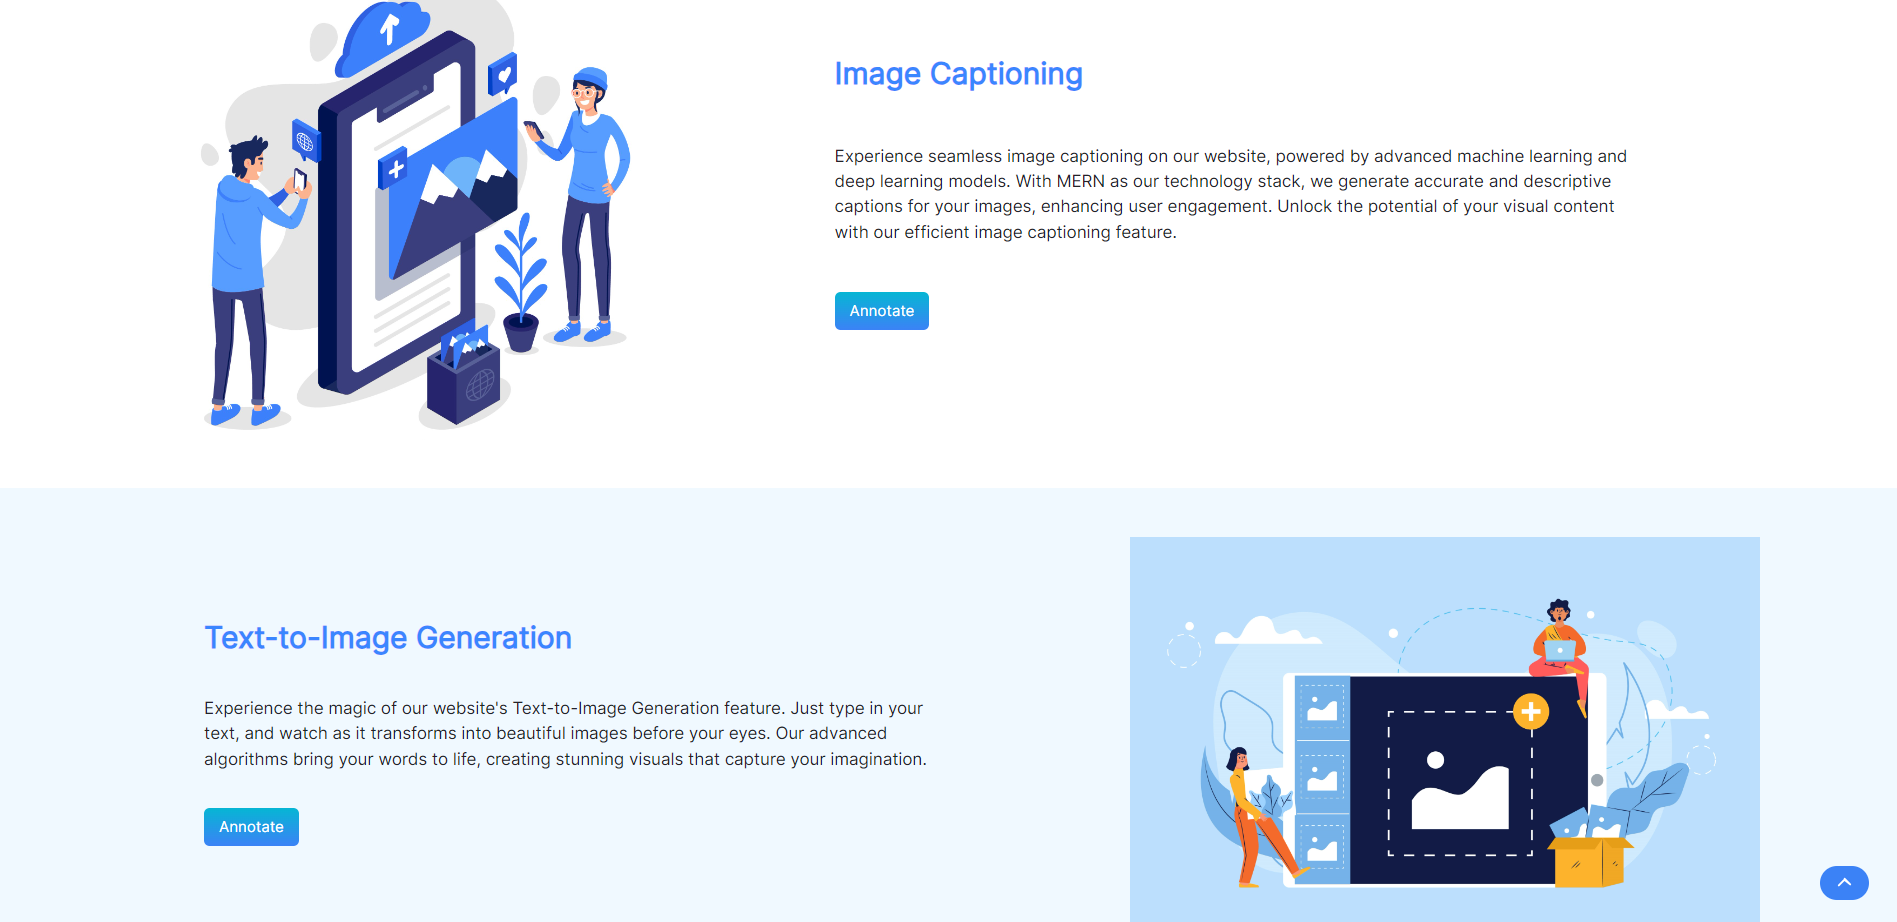 Image Captioning
Experience seamless image captioning on our website, powered by advanced machine learning and
deep learning models. With MERN as our technology stack, we generate accurate and descriptive
captions for your images, enhancing user engagement. Unlock the potential of your visual content
with our efficient image captioning feature.
Annotate
Text-to-Image Generation
Experience the magic of our website's Text-to-Image Generation feature. Just type in your
text, and watch as it transforms into beautiful images before your eyes. Our advanced
algorithms bring your words to life, creating stunning visuals that capture your imagination.
Annotate